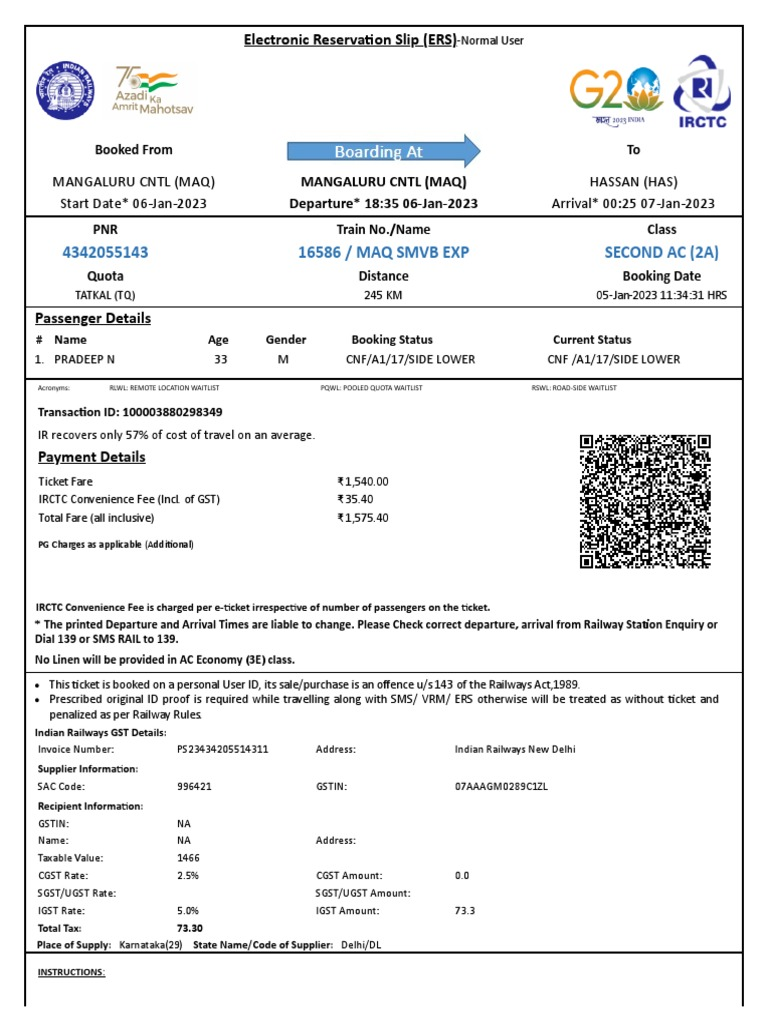 Electronic Reservation Slip (ERS)-Normal User
INDIAN RAILWAYS
75
Azadi Ka
Amrit Mahotsav
G20
भारत 2023 INDIA
IRCTC
Booked From Boarding At To
MANGALURU CNTL (MAQ) MANGALURU CNTL (MAQ) HASSAN (HAS)
Start Date* 06-Jan-2023 Departure* 18:35 06-Jan-2023 Arrival* 00:25 07-Jan-2023
PNR Train No./Name Class
4342055143 16586 / MAQ SMVB EXP SECOND AC (2A)
Quota Distance Booking Date
TATKAL (TQ) 245 KM 05-Jan-2023 11:34:31 HRS
Passenger Details
# Name Age Gender Booking Status Current Status
1. PRADEEP N 33 M CNF/A1/17/SIDE LOWER CNF /A1/17/SIDE LOWER
Acronyms: RLWL: REMOTE LOCATION WAITLIST PQWL: POOLED QUOTA WAITLIST RSWL: ROAD-SIDE WAITLIST
Transaction ID: 100003880298349
IR recovers only 57% of cost of travel on an average.
Payment Details
Ticket Fare ₹ 1,540.00
IRCTC Convenience Fee (Incl. of GST) ₹ 35.40
Total Fare (all inclusive) ₹ 1,575.40
PG Charges as applicable (Additional)
IRCTC Convenience Fee is charged per e-ticket irrespective of number of passengers on the ticket.
* The printed Departure and Arrival Times are liable to change. Please Check correct departure, arrival from Railway Station Enquiry or
Dial 139 or SMS RAIL to 139.
No Linen will be provided in AC Economy (3E) class.
• This ticket is booked on a personal User ID, its sale/purchase is an offence u/s 143 of the Railways Act,1989.
• Prescribed original ID proof is required while travelling along with SMS/ VRM/ ERS otherwise will be treated as without ticket and
penalized as per Railway Rules.
Indian Railways GST Details:
Invoice Number: PS23434205514311 Address: Indian Railways New Delhi
Supplier Information:
SAC Code: 996421 GSTIN: 07AAAGM0289C1ZL
Recipient Information:
GSTIN: NA
Name: NA Address:
Taxable Value: 1466
CGST Rate: 2.5% CGST Amount: 0.0
SGST/UGST Rate: SGST/UGST Amount:
IGST Rate: 5.0% IGST Amount: 73.3
Total Tax: 73.30
Place of Supply: Karnataka(29) State Name/Code of Supplier: Delhi/DL
INSTRUCTIONS: